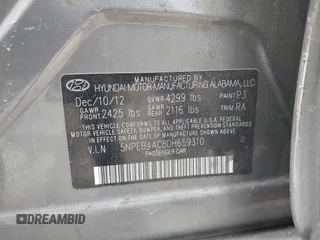 MANUFACTURED BY
HYUNDAI MOTOR MANUFACTURING ALABAMA, LLC
Dec/10/12 GVWR 4299 lbs PAINT P3
GAWR FRONT 2425 lbs GAWR REAR 2116 lbs TRIM RA
THIS VEHICLE CONFORMS TO ALL APPLICABLE FEDERAL
MOTOR VEHICLE SAFETY, BUMPER, AND THEFT PREVENTION
STANDARDS IN EFFECT ON THE DATE OF MANUFACTURE SHOWN ABOVE.
V.I.N 5NPEB4AC8DH659310
PASSENGER CAR